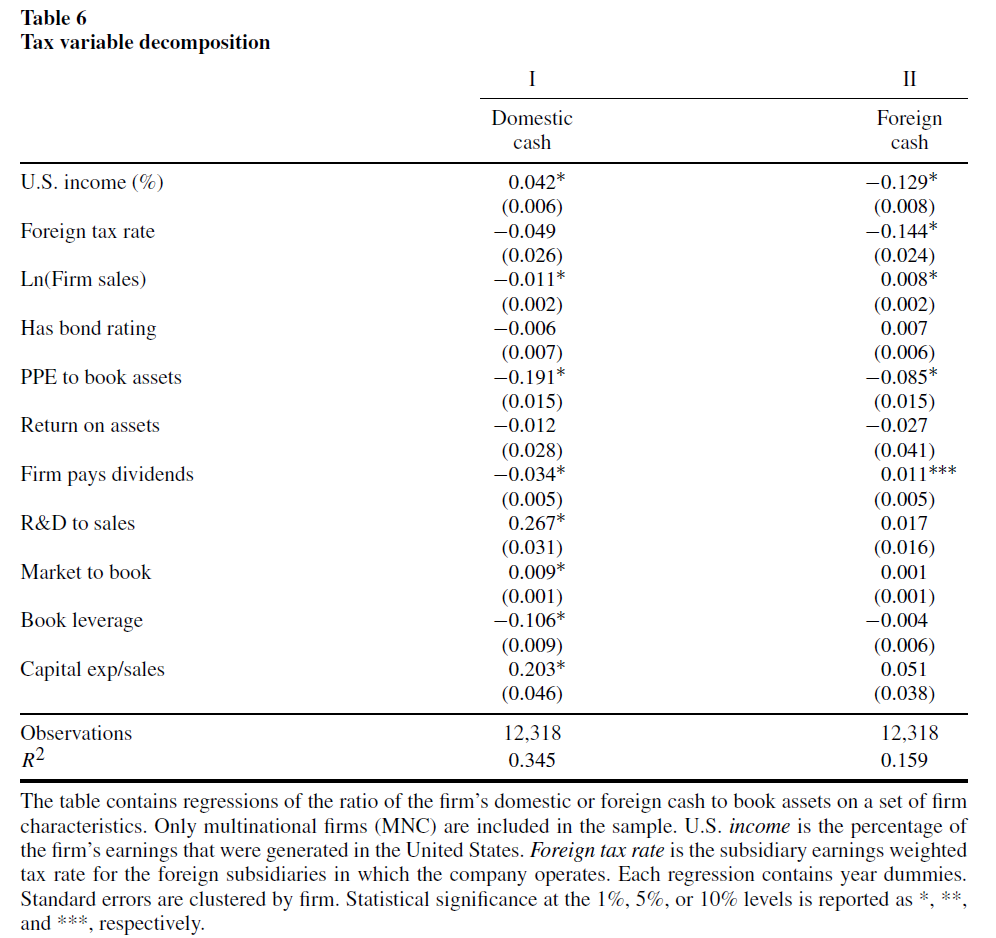 Table 6
Tax variable decomposition
I II
Domestic cash Foreign cash
U.S. income (%) 0.042* −0.129*
(0.006) (0.008)
Foreign tax rate −0.049 −0.144*
(0.026) (0.024)
Ln(Firm sales) −0.011* 0.008*
(0.002) (0.002)
Has bond rating −0.006 0.007
(0.007) (0.006)
PPE to book assets −0.191* −0.085*
(0.015) (0.015)
Return on assets −0.012 −0.027
(0.028) (0.041)
Firm pays dividends −0.034* 0.011***
(0.005) (0.005)
R&D to sales 0.267* 0.017
(0.031) (0.016)
Market to book 0.009* 0.001
(0.001) (0.001)
Book leverage −0.106* −0.004
(0.009) (0.006)
Capital exp/sales 0.203* 0.051
(0.046) (0.038)
Observations 12,318 12,318
R² 0.345 0.159
The table contains regressions of the ratio of the firm's domestic or foreign cash to book assets on a set of firm
characteristics. Only multinational firms (MNC) are included in the sample. U.S. income is the percentage of
the firm's earnings that were generated in the United States. Foreign tax rate is the subsidiary earnings weighted
tax rate for the foreign subsidiaries in which the company operates. Each regression contains year dummies.
Standard errors are clustered by firm. Statistical significance at the 1%, 5%, or 10% levels is reported as *, **,
and ***, respectively.